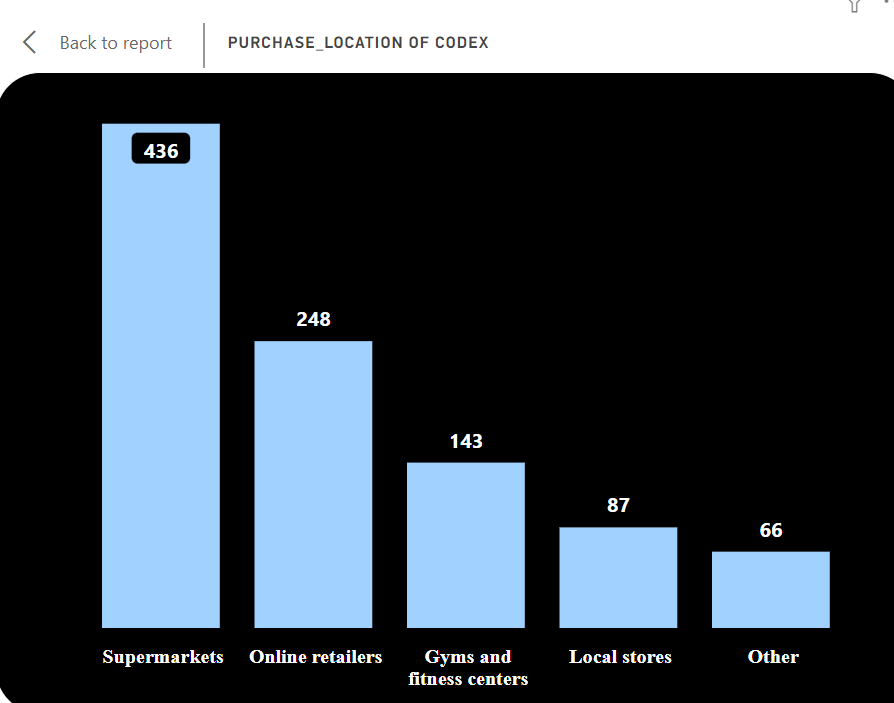 Back to report
PURCHASE_LOCATION OF CODEX
436
248
143
87
66
Supermarkets
Online retailers
Gyms and
fitness centers
Local stores
Other